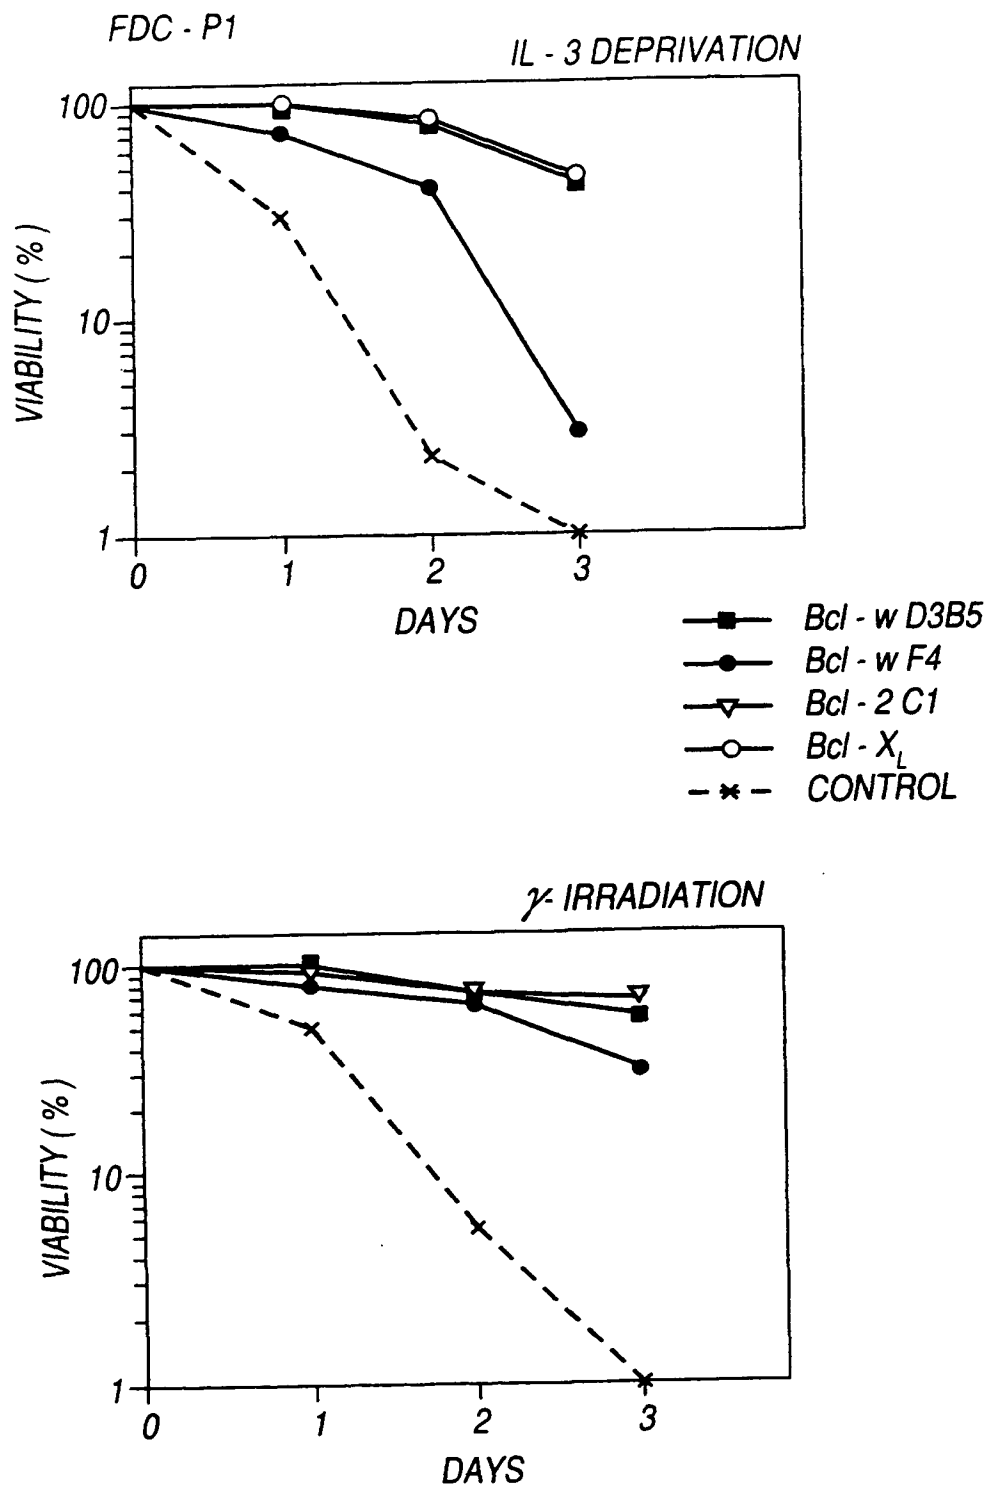 FDC - P1
IL - 3 DEPRIVATION
VIABILITY ( % )
100
10
1
0 1 2 3
DAYS
Bcl - w D3B5
Bcl - w F4
Bcl - 2 C1
Bcl - XL
CONTROL
γ- IRRADIATION
VIABILITY ( % )
100
10
1
0 1 2 3
DAYS